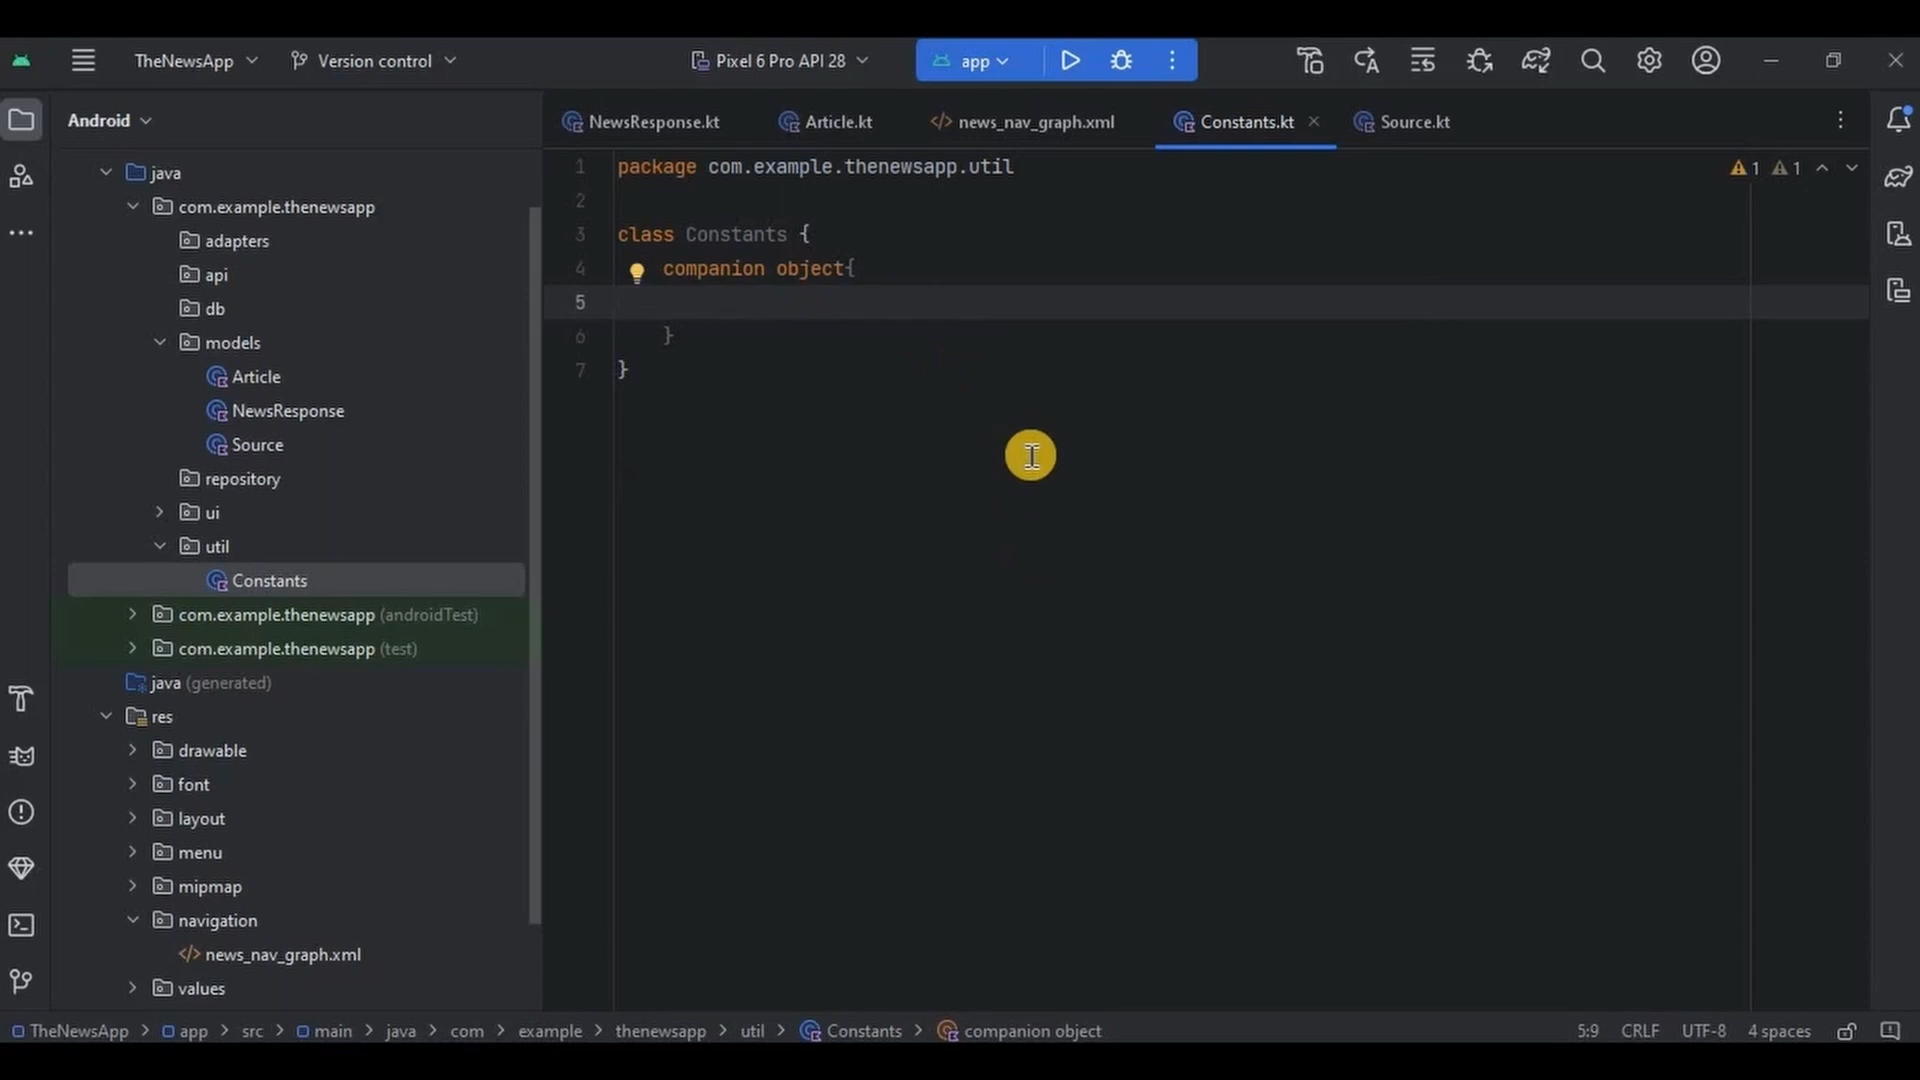 TheNewsApp
Version control
Pixel 6 Pro API 28
app
Android
NewsResponse.kt
Article.kt
</> news_nav_graph.xml
Constants.kt
Source.kt
java
com.example.thenewsapp
adapters
api
db
models
Article
NewsResponse
Source
repository
ui
util
Constants
com.example.thenewsapp (androidTest)
com.example.thenewsapp (test)
java (generated)
res
drawable
font
layout
menu
mipmap
navigation
</> news_nav_graph.xml
values
1 package com.example.thenewsapp.util
2
3 class Constants {
4 companion object{
5
6 }
7 }
1 1
TheNewsApp > app > src > main > java > com > example > thenewsapp > util > Constants > companion object
5:9 CRLF UTF-8 4 spaces